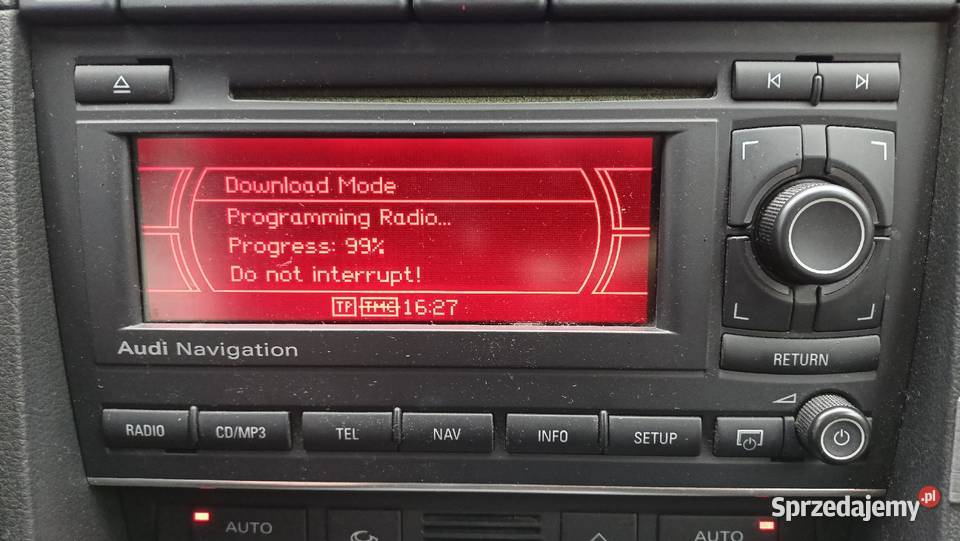 Download Mode
Programming Radio...
Progress: 99%
Do not interrupt!
TP TMC 16:27
Audi Navigation
RETURN
RADIO CD/MP3 TEL NAV INFO SETUP
AUTO AUTO
Sprzedajemy.pl